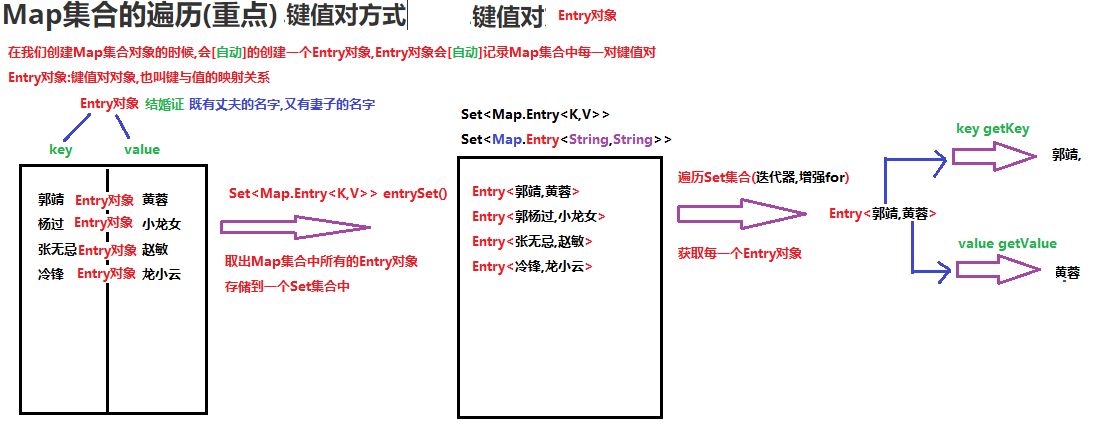 Map集合的遍历(重点) 键值对方式 键值对 Entry对象
在我们创建Map集合对象的时候,会[自动]的创建一个Entry对象,Entry对象会[自动]记录Map集合中每一对键值对
Entry对象:键值对对象,也叫键与值的映射关系
Entry对象 结婚证 既有丈夫的名字,又有妻子的名字
key value
郭靖 Entry对象 黄蓉
杨过 Entry对象 小龙女
张无忌 Entry对象 赵敏
冷锋 Entry对象 龙小云
Set<Map.Entry<K,V>> entrySet()
取出Map集合中所有的Entry对象
存储到一个Set集合中
Set<Map.Entry<K,V>>
Set<Map.Entry<String,String>>
Entry<郭靖,黄蓉>
Entry<郭杨过,小龙女>
Entry<张无忌,赵敏>
Entry<冷锋,龙小云>
遍历Set集合(迭代器,增强for)
获取每一个Entry对象
Entry<郭靖,黄蓉>
key getKey
郭靖,
value getValue
黄蓉